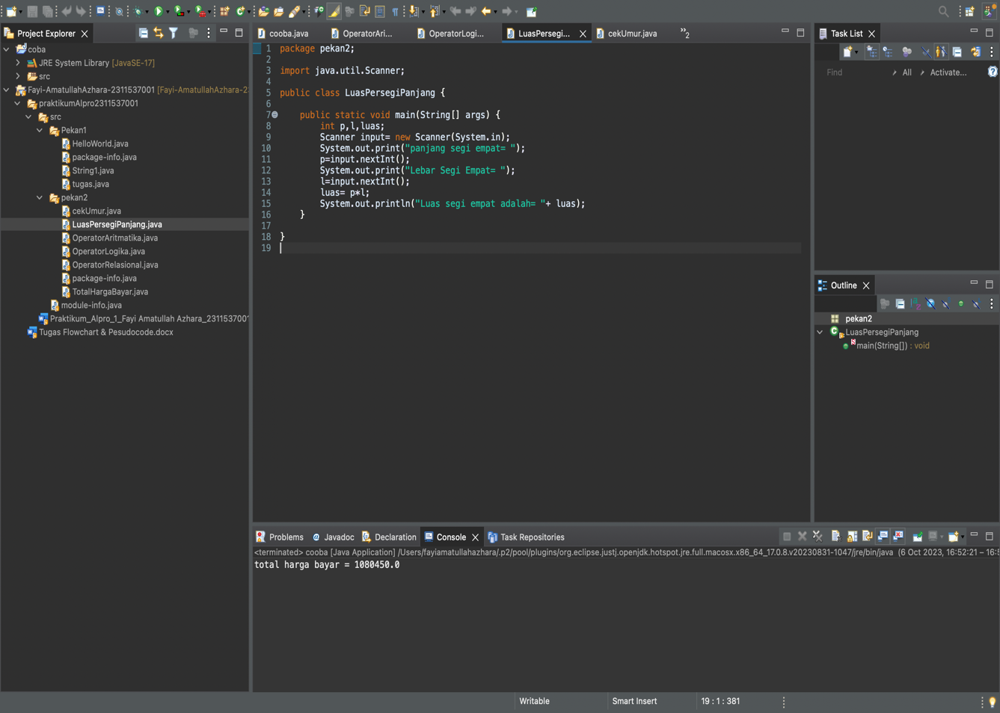 Project Explorer
cooba.java
OperatorAri...
OperatorLogi...
LuasPersegi...
cekUmur.java
»2
Task List
coba
JRE System Library [JavaSE-17]
src
Fayi-AmatullahAzhara-2311537001 [Fayi-AmatullahAzhara-2
praktikumAlpro2311537001
src
Pekan1
HelloWorld.java
package-info.java
String1.java
tugas.java
pekan2
cekUmur.java
LuasPersegiPanjang.java
OperatorAritmatika.java
OperatorLogika.java
OperatorRelasional.java
package-info.java
TotalHargaBayar.java
module-info.java
Praktikum_Alpro_1_Fayi Amatullah Azhara_231153700
Tugas Flowchart & Pesudocode.docx
1 package pekan2;
2
3 import java.util.Scanner;
4
5 public class LuasPersegiPanjang {
6
7 public static void main(String[] args) {
8 int p,l,luas;
9 Scanner input= new Scanner(System.in);
10 System.out.print("panjang segi empat= ");
11 p=input.nextInt();
12 System.out.print("Lebar Segi Empat= ");
13 l=input.nextInt();
14 luas= p*l;
15 System.out.println("Luas segi empat adalah= "+ luas);
16 }
17
18 }
19
Find
All
Activate...
Outline
pekan2
LuasPersegiPanjang
main(String[]) : void
Problems
Javadoc
Declaration
Console
Task Repositories
<terminated> cooba [Java Application] /Users/fayiamatullahazhara/.p2/pool/plugins/org.eclipse.justj.openjdk.hotspot.jre.full.macosx.x86_64_17.0.8.v20230831-1047/jre/bin/java (6 Oct 2023, 16:52:21 – 16:5
total harga bayar = 1080450.0
Writable
Smart Insert
19 : 1 : 381